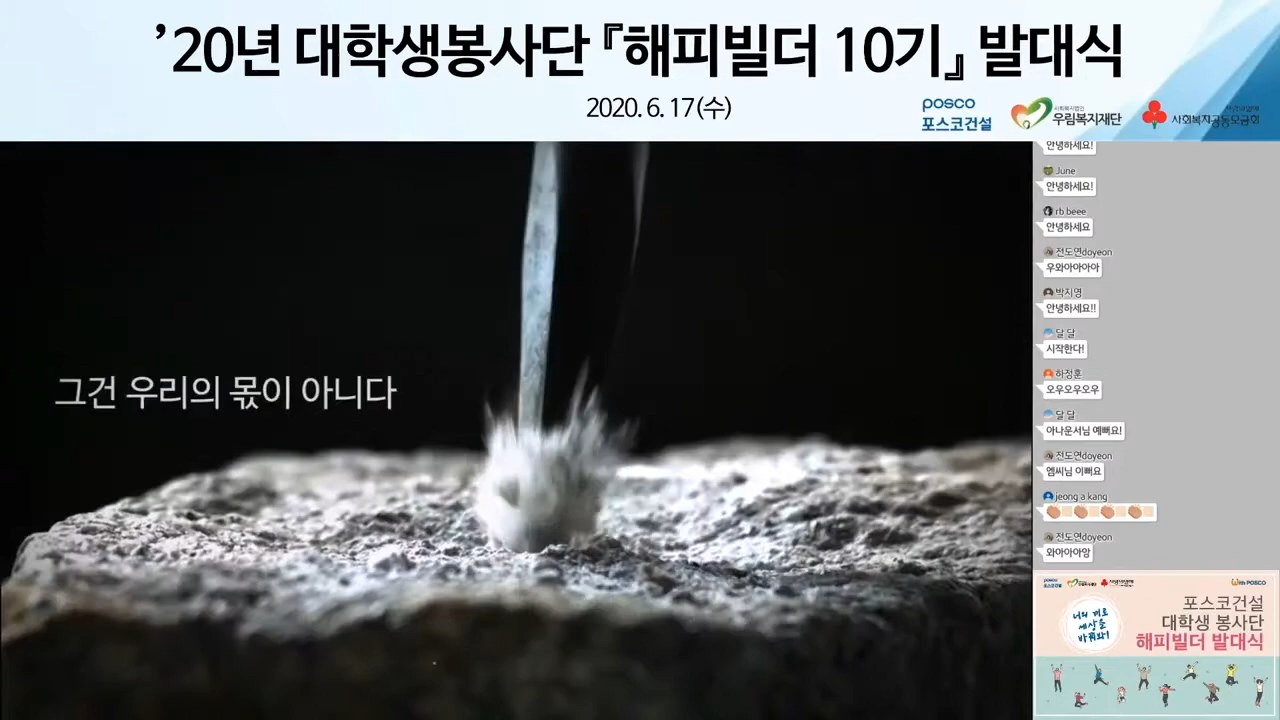 ’20년 대학생봉사단 『해피빌더 10기』 발대식
2020. 6. 17(수)
posco
포스코건설
사회복지법인
우림복지재단
사회복지공동모금회
그건 우리의 몫이 아니다
안녕하세요!
June
안녕하세요!
rb beee
안녕하세요
전도연doyeon
우와아아아아
박지영
안녕하세요!!
달 달
시작한다!
하정훈
오우오우오우
달 달
아나운서님 예뻐요!
전도연doyeon
엠씨님 이뻐요
jeong a kang
전도연doyeon
와아아아앙
posco
With POSCO
포스코건설
대학생 봉사단
해피빌더 발대식
너의 끼로
세상을
바꿔봐!